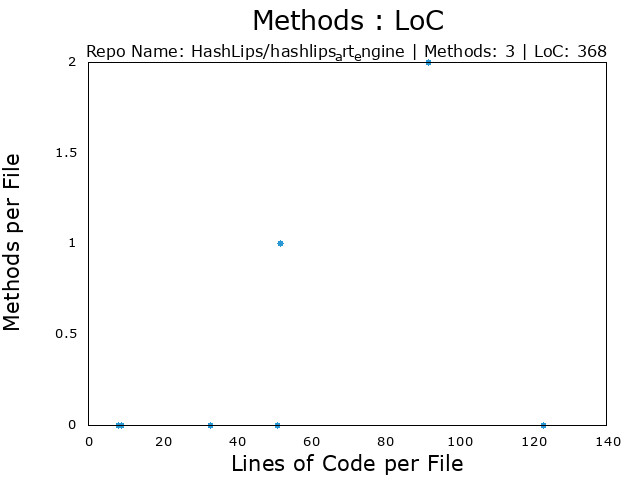 Methods : LoC
Repo Name: HashLips/hashlipsartengine | Methods: 3 | LoC: 368
2
1.5
1
0.5
0
Methods per File
0 20 40 60 80 100 120 140
Lines of Code per File